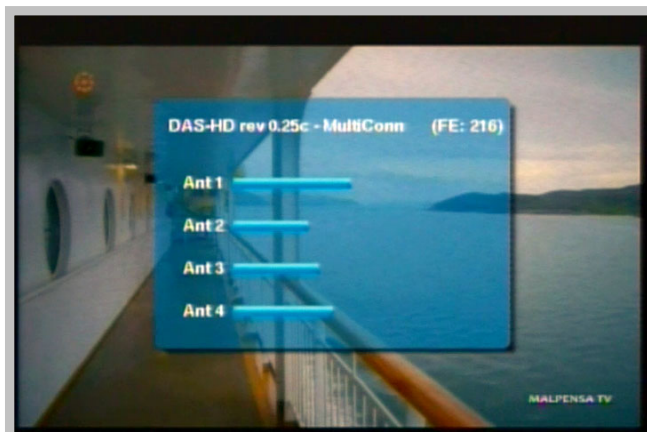 DAS-HD rev 0.25c - MultiConn (FE: 216)
Ant 1
Ant 2
Ant 3
Ant 4
MALPENSA TV